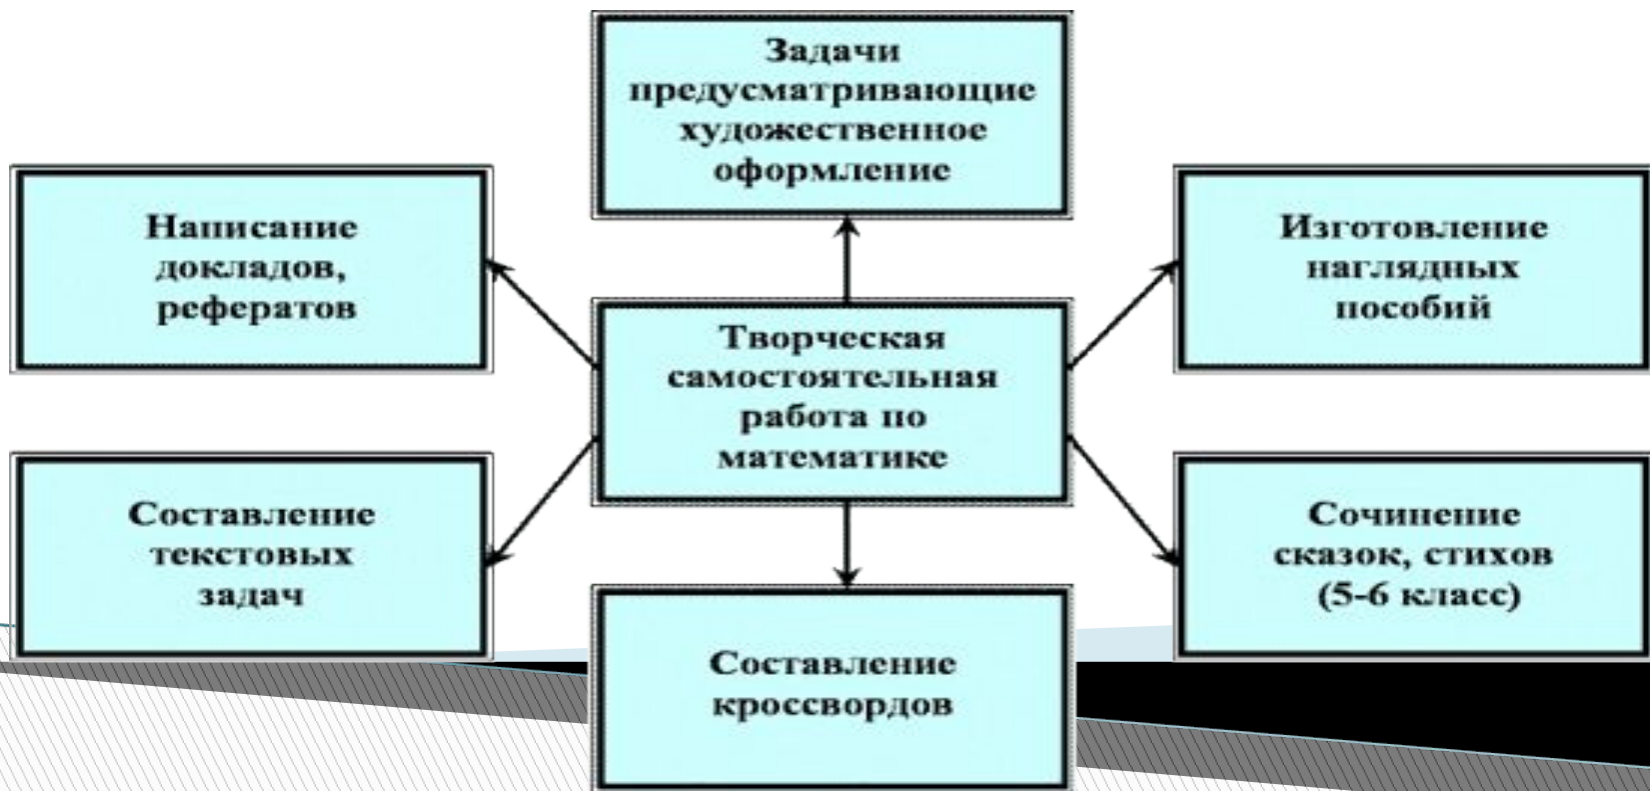 Задачи
предусматривающие
художественное
оформление
Написание
докладов,
рефератов
Изготовление
наглядных
пособий
Творческая
самостоятельная
работа по
математике
Составление
текстовых
задач
Сочинение
сказок, стихов
(5-6 класс)
Составление
кроссвордов